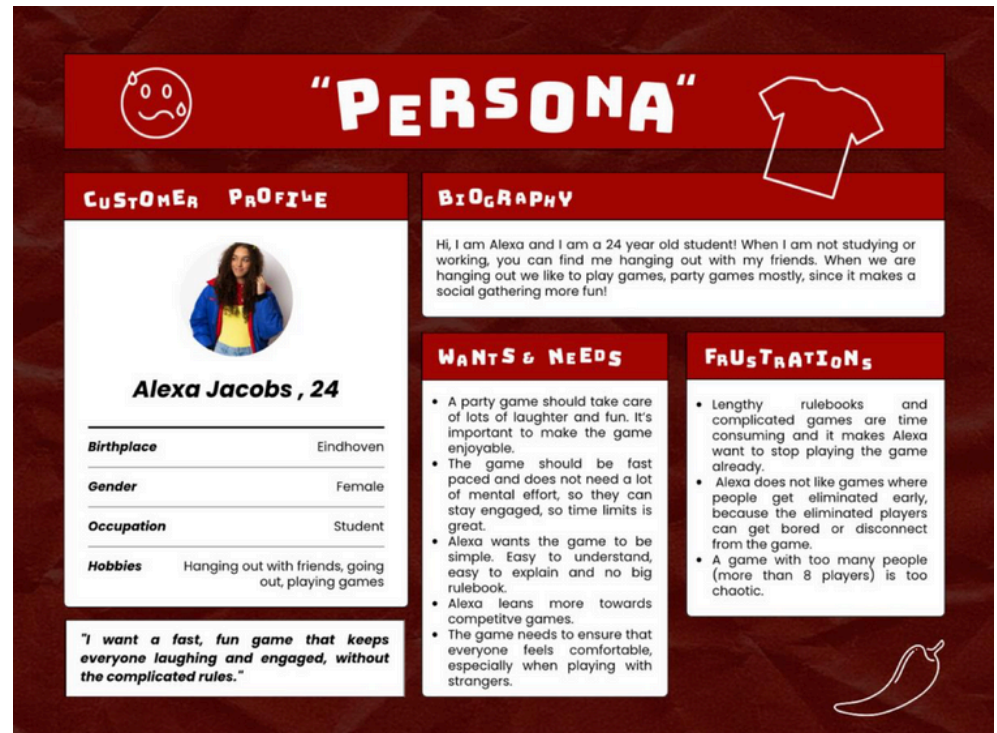 "PERSONA"
CUSTOMER PROFILE
Alexa Jacobs , 24
Birthplace Eindhoven
Gender Female
Occupation Student
Hobbies Hanging out with friends, going
out, playing games
"I want a fast, fun game that keeps
everyone laughing and engaged, without
the complicated rules."
BIOGRAPHY
Hi, I am Alexa and I am a 24 year old student! When I am not studying or
working, you can find me hanging out with my friends. When we are
hanging out we like to play games, party games mostly, since it makes a
social gathering more fun!
WANTS & NEEDS
• A party game should take care
of lots of laughter and fun. It's
important to make the game
enjoyable.
• The game should be fast
paced and does not need a lot
of mental effort, so they can
stay engaged, so time limits is
great.
• Alexa wants the game to be
simple. Easy to understand,
easy to explain and no big
rulebook.
• Alexa leans more towards
competitve games.
• The game needs to ensure that
everyone feels comfortable,
especially when playing with
strangers.
FRUSTRATIONS
• Lengthy rulebooks and
complicated games are time
consuming and it makes Alexa
want to stop playing the game
already.
• Alexa does not like games where
people get eliminated early,
because the eliminated players
can get bored or disconnect
from the game.
• A game with too many people
(more than 8 players) is too
chaotic.